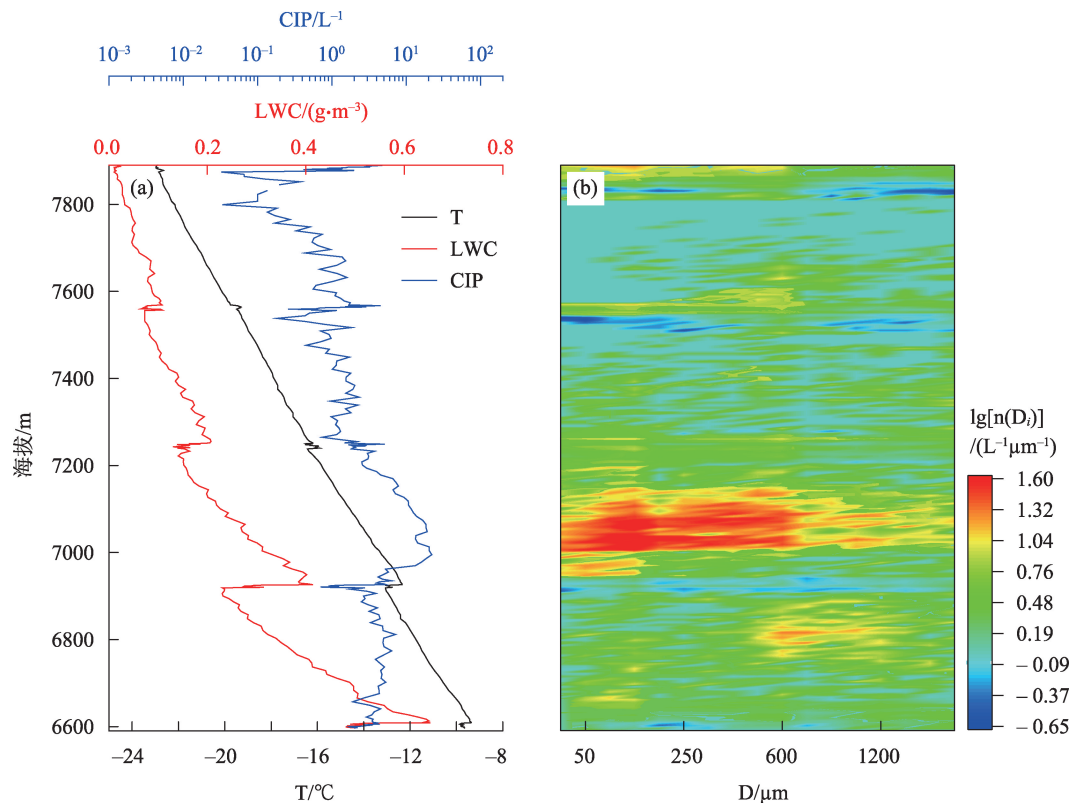 CIP/L⁻¹
10⁻³ 10⁻² 10⁻¹ 10⁰ 10¹ 10²
LWC/(g·m⁻³)
0.0 0.2 0.4 0.6 0.8
(a)
T
LWC
CIP
海拔/m
7800
7600
7400
7200
7000
6800
6600
−24 −20 −16 −12 −8
T/℃
(b)
50 250 600 1200
D/μm
lg[n(Dᵢ)]
/(L⁻¹μm⁻¹)
1.60
1.32
1.04
0.76
0.48
0.19
−0.09
−0.37
−0.65